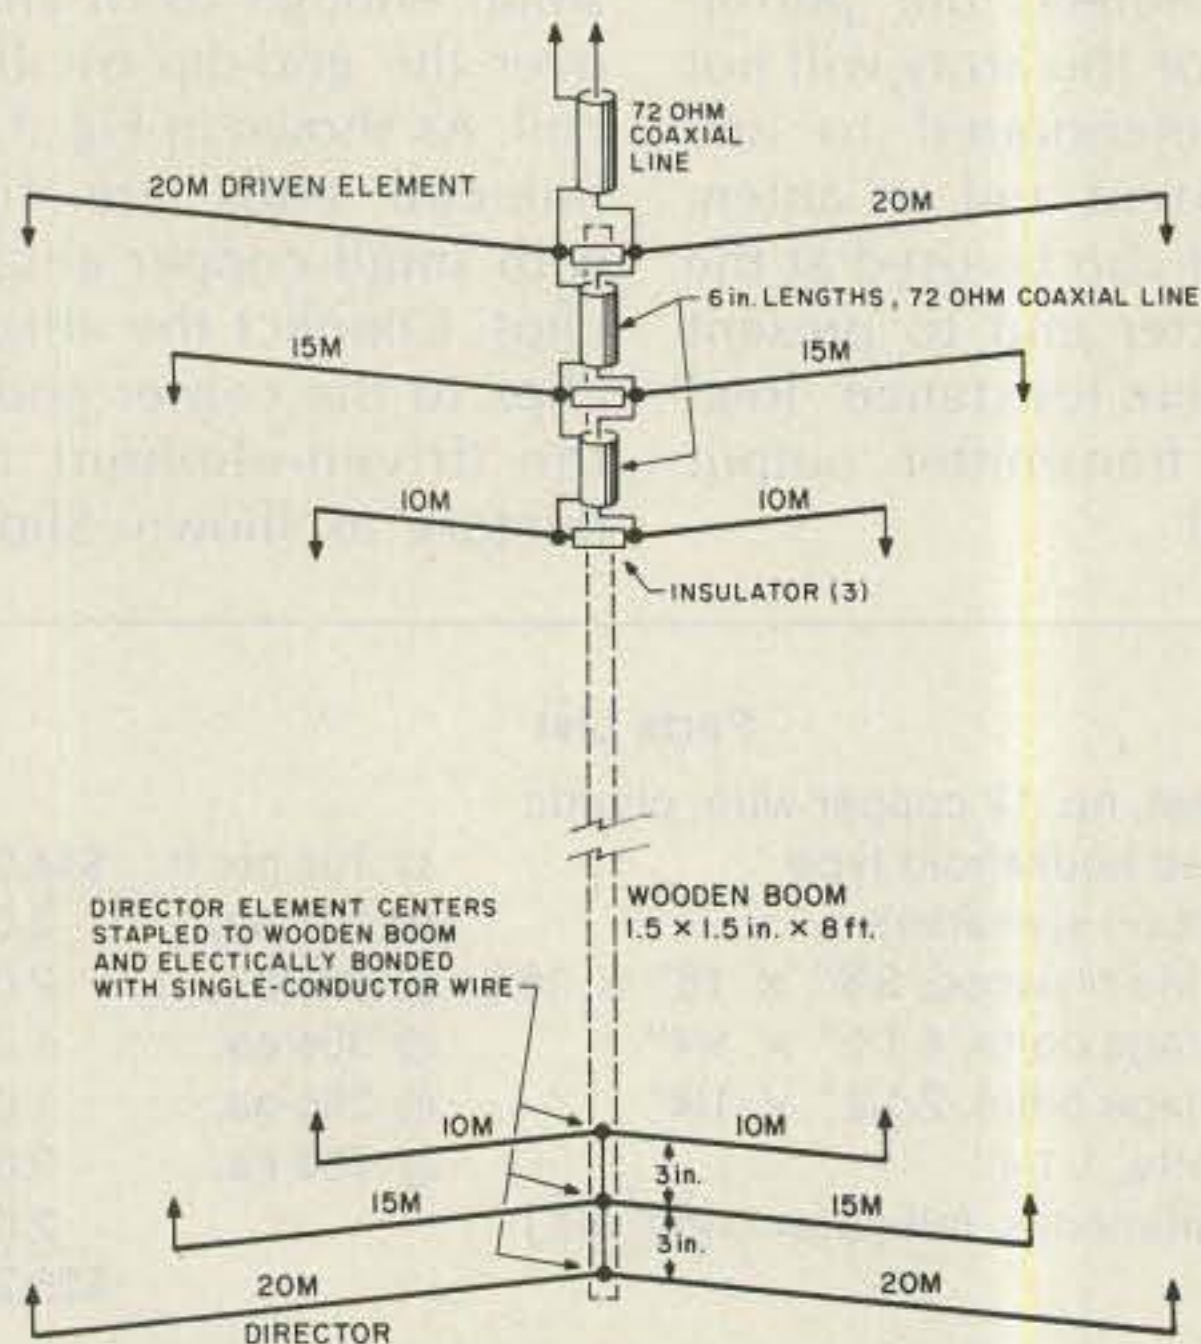 72 OHM
COAXIAL
LINE
20M DRIVEN ELEMENT
20M
6 in. LENGTHS, 72 OHM COAXIAL LINE
15M
15M
10M
10M
INSULATOR (3)
WOODEN BOOM
1.5 × 1.5 in. × 8 ft.
DIRECTOR ELEMENT CENTERS
STAPLED TO WOODEN BOOM
AND ELECTICALLY BONDED
WITH SINGLE-CONDUCTOR WIRE
10M
10M
3 in.
15M
15M
3 in.
20M
20M
DIRECTOR